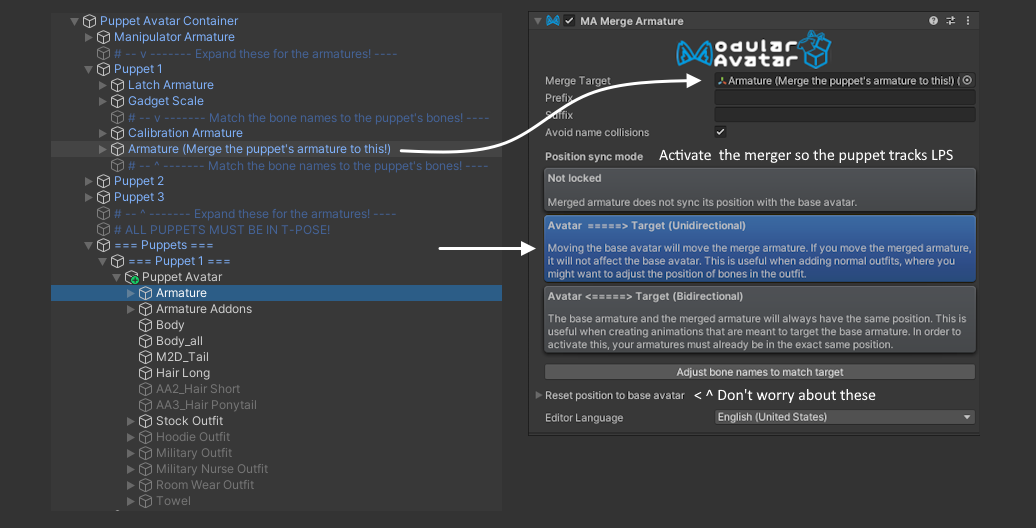 Puppet Avatar Container
Manipulator Armature
# -- v ------- Expand these for the armatures! ----
Puppet 1
Latch Armature
Gadget Scale
# -- v ------- Match the bone names to the puppet's bones! ----
Calibration Armature
Armature (Merge the puppet's armature to this!)
# -- ^ ------- Match the bone names to the puppet's bones! ----
Puppet 2
Puppet 3
# -- ^ ------- Expand these for the armatures! ----
# ALL PUPPETS MUST BE IN T-POSE!
=== Puppets ===
=== Puppet 1 ===
Puppet Avatar
Armature
Armature Addons
Body
Body_all
M2D_Tail
Hair Long
AA2_Hair Short
AA3_Hair Ponytail
Stock Outfit
Hoodie Outfit
Military Outfit
Military Nurse Outfit
Room Wear Outfit
Towel
MA Merge Armature
Modular
Avatar
Merge Target
Armature (Merge the puppet's armature to this!) (
Prefix
Suffix
Avoid name collisions
Position sync mode
Activate the merger so the puppet tracks LPS
Not locked
Merged armature does not sync its position with the base avatar.
Avatar =====> Target (Unidirectional)
Moving the base avatar will move the merge armature. If you move the merged armature,
it will not affect the base avatar. This is useful when adding normal outfits, where you
might want to adjust the position of bones in the outfit.
Avatar <=====> Target (Bidirectional)
The base armature and the merged armature will always have the same position. This is
useful when creating animations that are meant to target the base armature. In order to
activate this, your armatures must already be in the exact same position.
Adjust bone names to match target
Reset position to base avatar
< ^ Don't worry about these
Editor Language
English (United States)